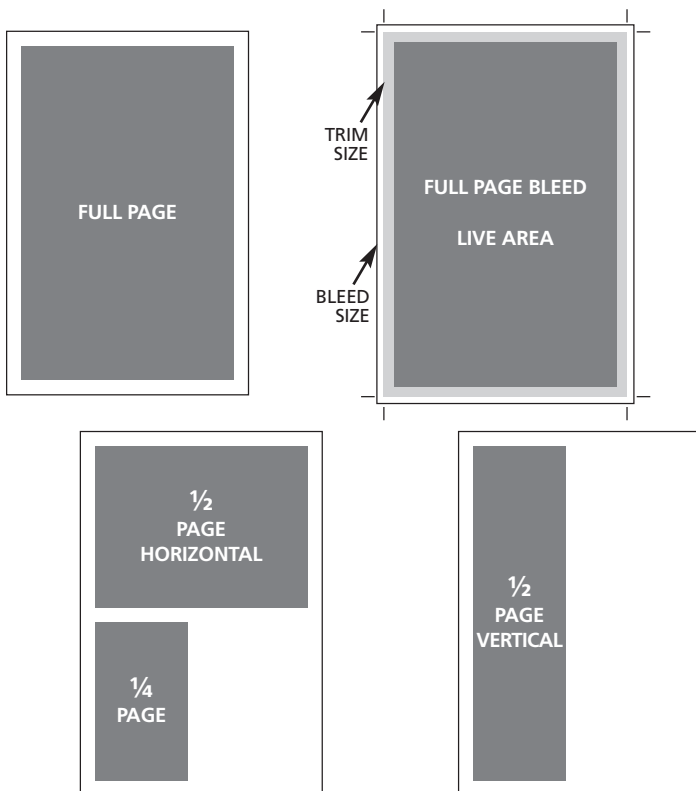 FULL PAGE
TRIM
SIZE
FULL PAGE BLEED
LIVE AREA
BLEED
SIZE
½
PAGE
HORIZONTAL
¼
PAGE
½
PAGE
VERTICAL